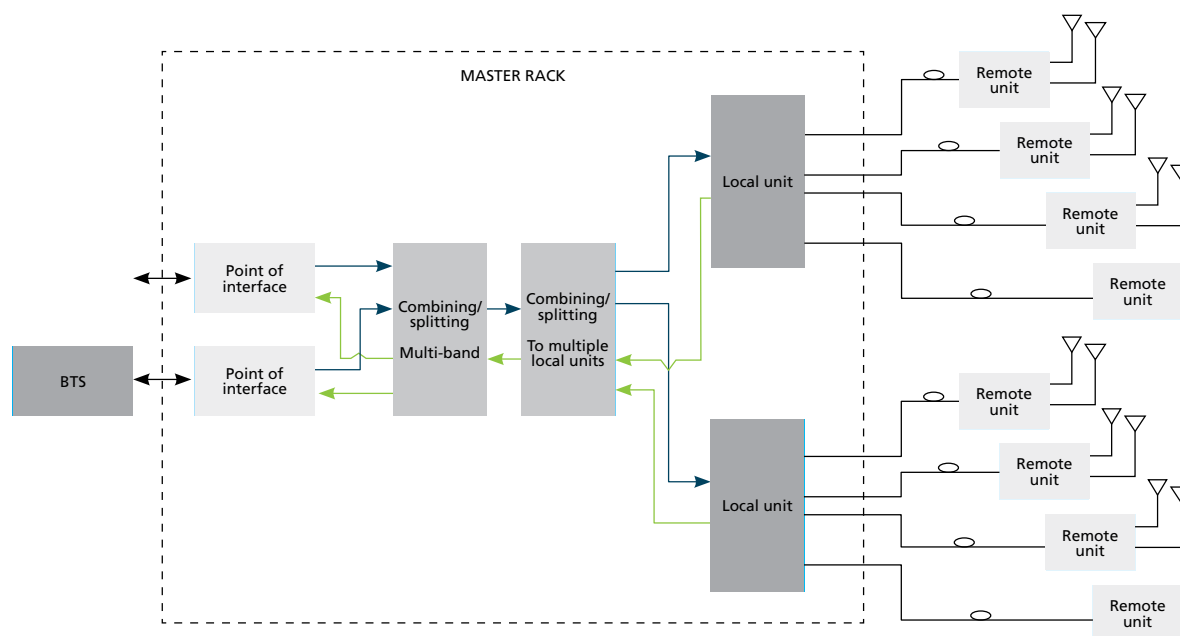 MASTER RACK
Remote
unit
Remote
unit
Remote
unit
Remote
unit
Local unit
Point of
interface
Combining/
splitting
Multi-band
Combining/
splitting
To multiple
local units
BTS
Point of
interface
Local unit
Remote
unit
Remote
unit
Remote
unit
Remote
unit